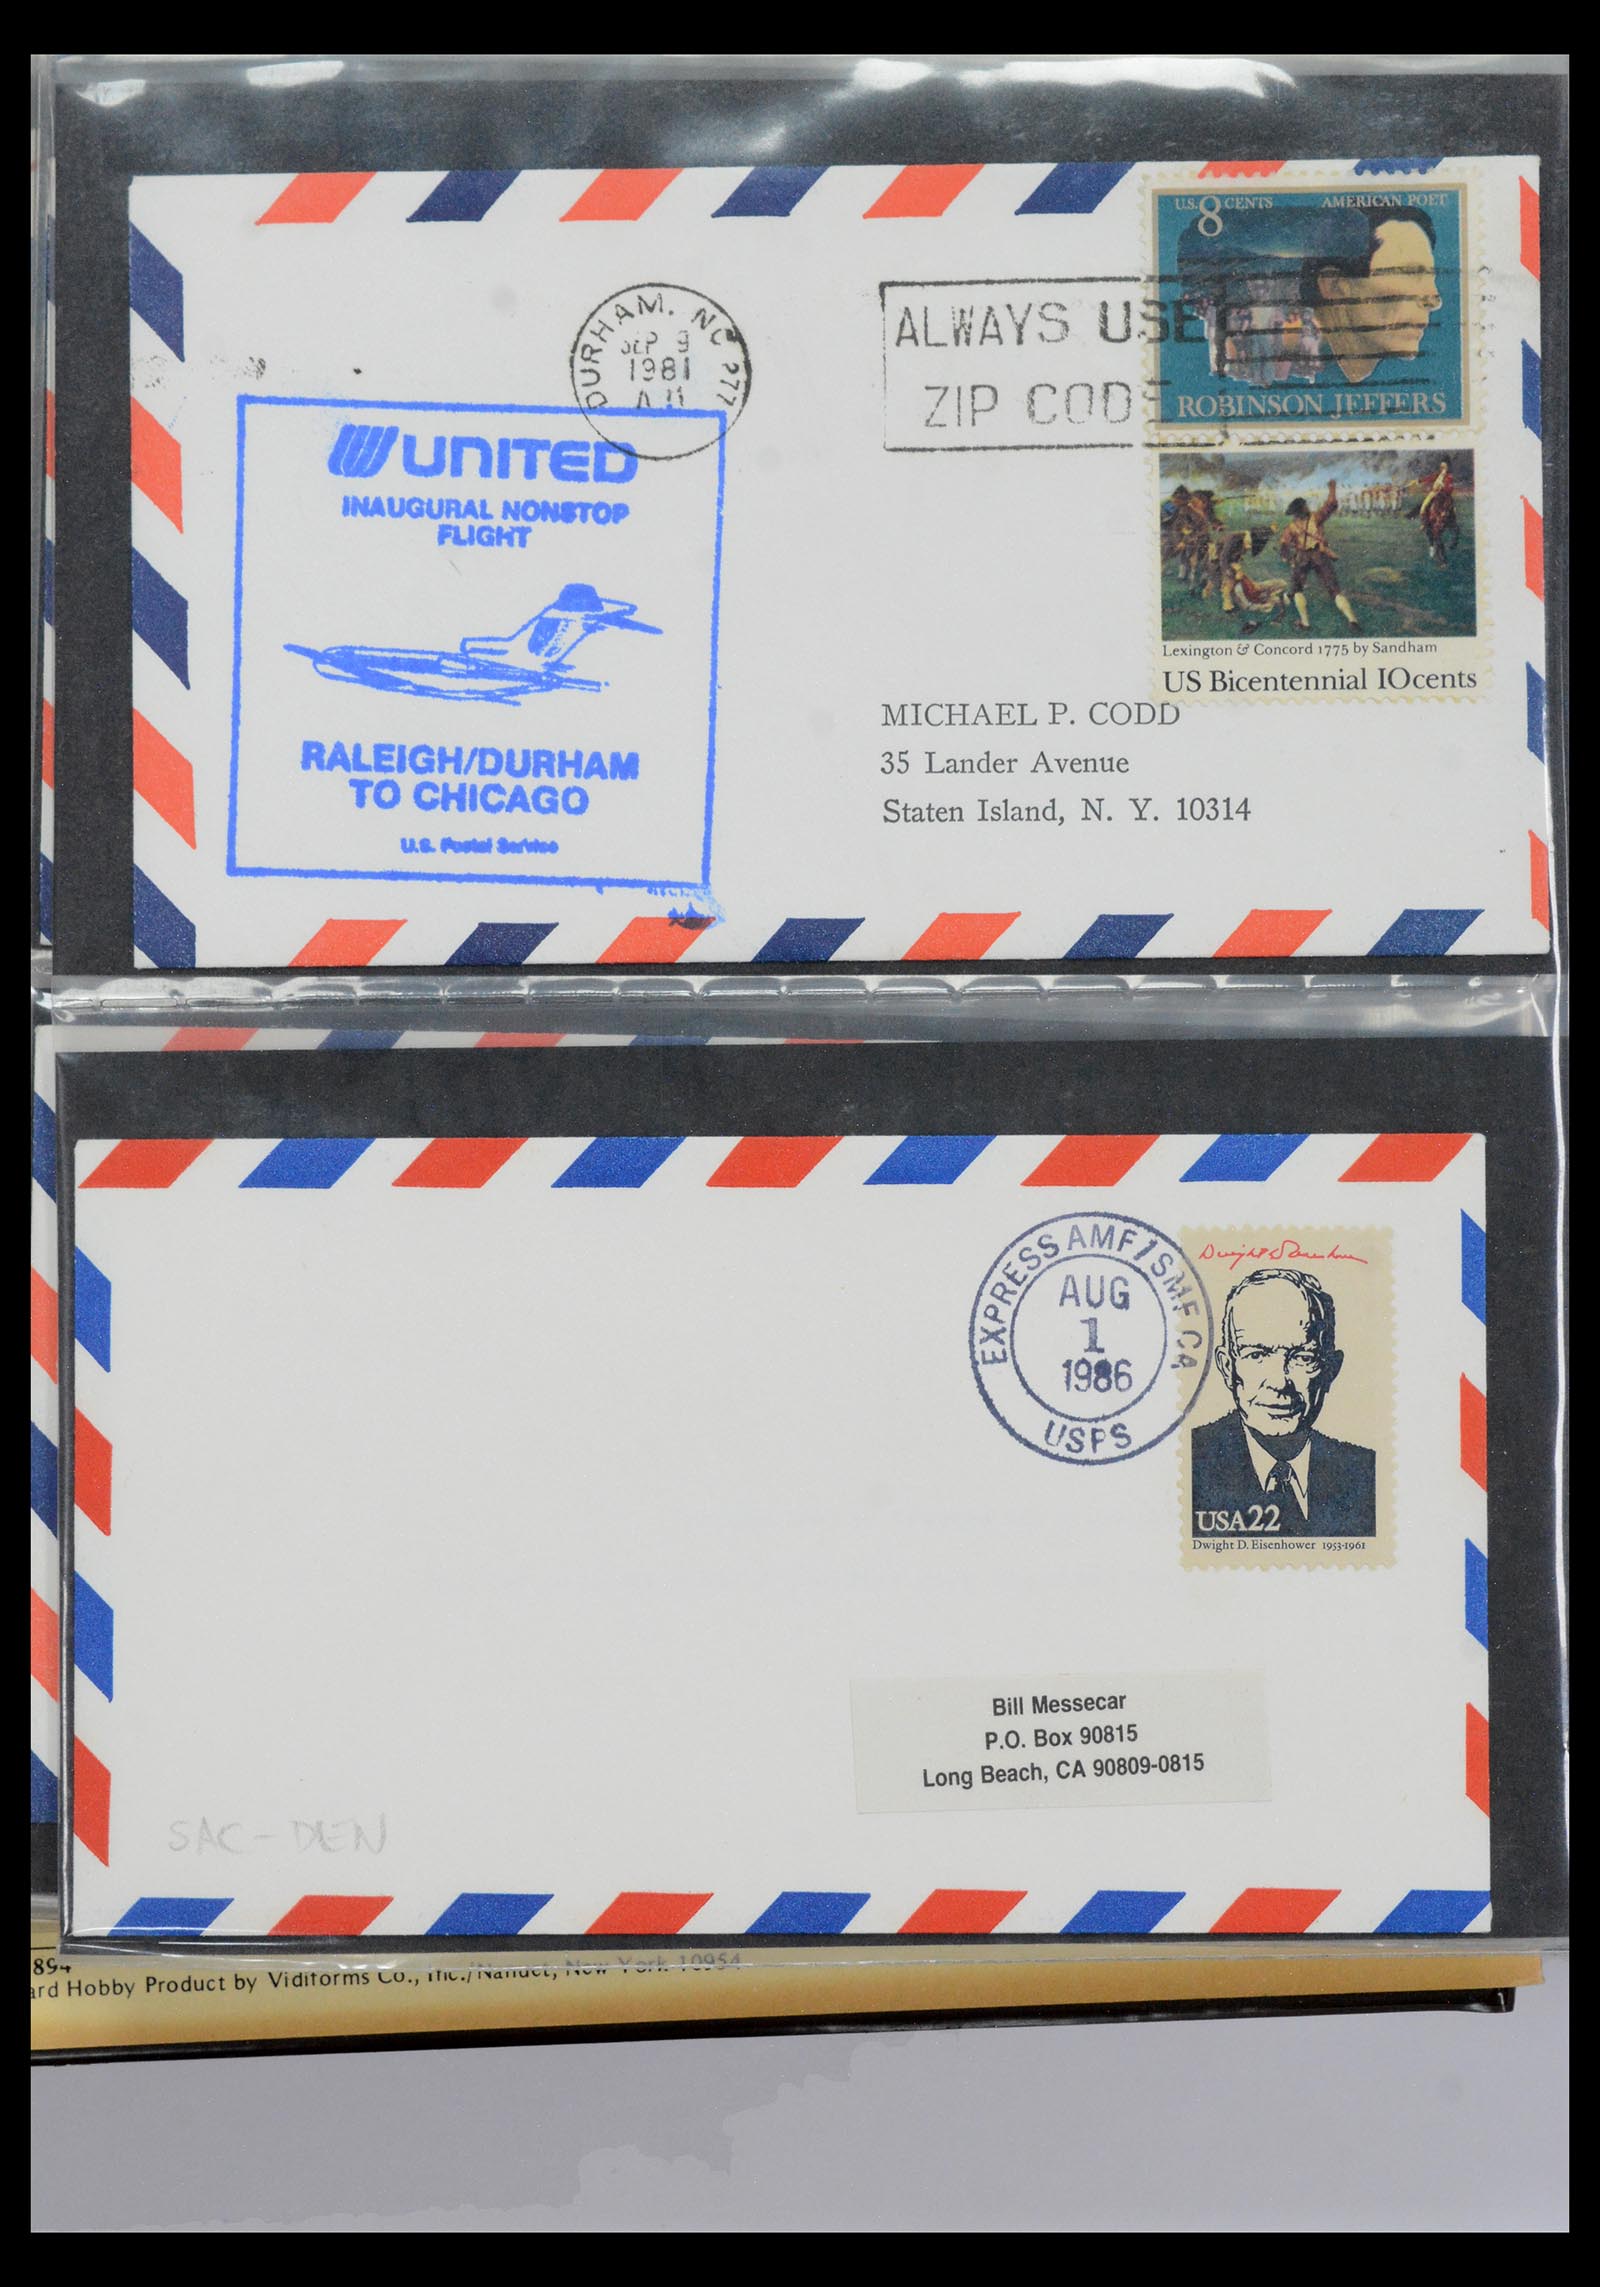 U.S. 8 CENTS AMERICAN POET
ROBINSON JEFFERS
DURHAM, NC 277
SEP 9
1981
ALWAYS USE
ZIP CODE
UNITED
INAUGURAL NONSTOP
FLIGHT
RALEIGH/DURHAM
TO CHICAGO
U.S. Postal Service
Lexington & Concord 1775 by Sandham
US Bicentennial 10cents
MICHAEL P. CODD
35 Lander Avenue
Staten Island, N. Y. 10314
EXPRESS AMF/SMF CA
AUG
1
1986
USPS
Dwight D Eisenhower
USA22
Dwight D. Eisenhower 1953-1961
Bill Messecar
P.O. Box 90815
Long Beach, CA 90809-0815
SAC-DEN
894
ard Hobby Product by Vidiforms Co., Inc./Nanuet, New York 10954